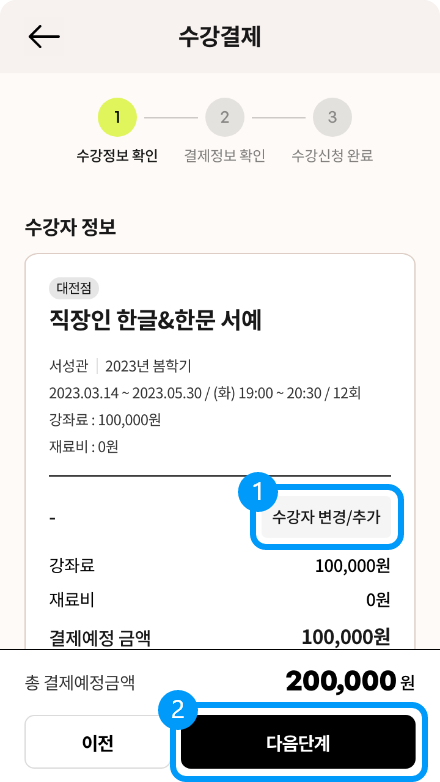 수강결제
1 2 3
수강정보 확인 결제정보 확인 수강신청 완료
수강자 정보
대전점
직장인 한글&한문 서예
서성관 | 2023년 봄학기
2023.03.14 ~ 2023.05.30 / (화) 19:00 ~ 20:30 / 12회
강좌료 : 100,000원
재료비 : 0원
1
- 수강자 변경/추가
강좌료 100,000원
재료비 0원
결제예정 금액 100,000원
총 결제예정금액 200,000 원
2
이전 다음단계